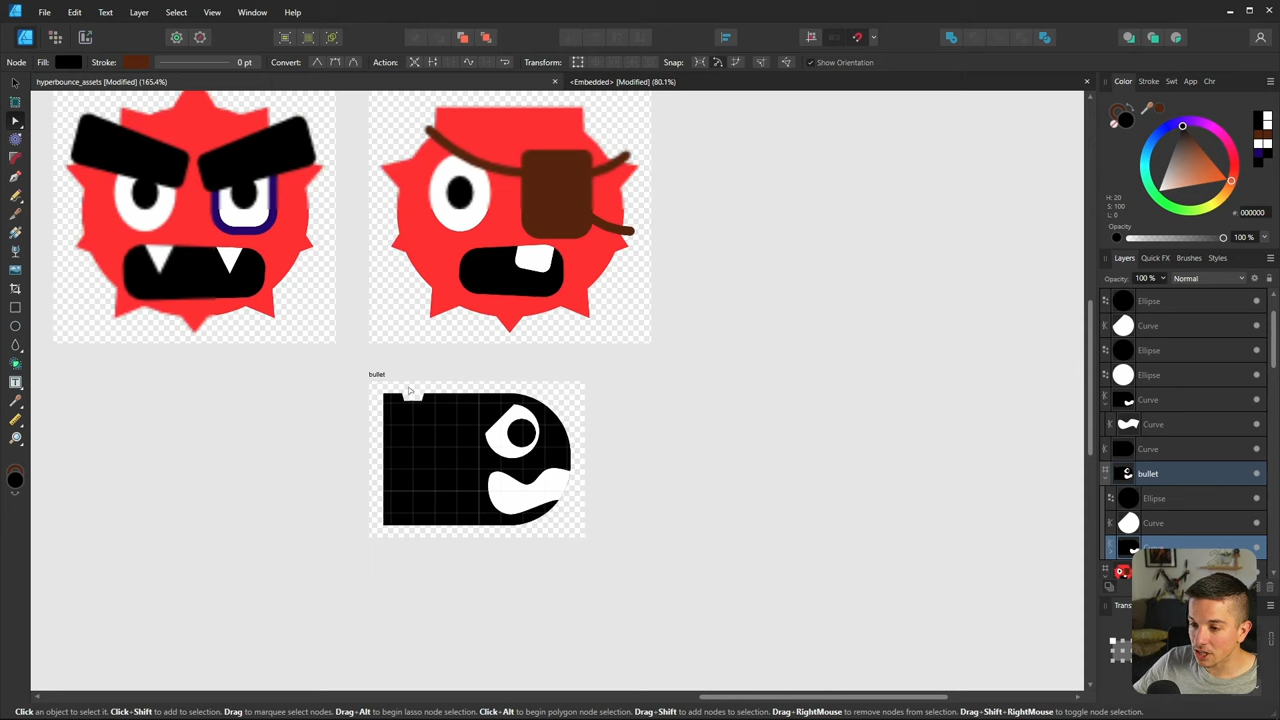 File Edit Text Layer Select View Window Help
Node Fill: Stroke: 0 pt Convert: Action: Transform: Snap: Show Orientation
hyperbounce_assets [Modified] (165.4%) <Embedded> [Modified] (80.1%)
Color Stroke Swt App Chr
H: 20
S: 100
L: 0
#: 000000
Opacity
100 %
Layers Quick FX Brushes Styles
Opacity: 100 % Normal
Ellipse
Curve
Ellipse
Ellipse
Curve
Curve
Curve
bullet
Ellipse
Curve
bullet
Click an object to select it. Click+Shift to add to selection. Drag to marquee select nodes. Drag+Alt to begin lasso node selection. Click+Alt to begin polygon node selection. Drag+Shift to add nodes to selection. Drag+RightMouse to remove nodes from selection. Drag+Shift+RightMouse to toggle node selection.